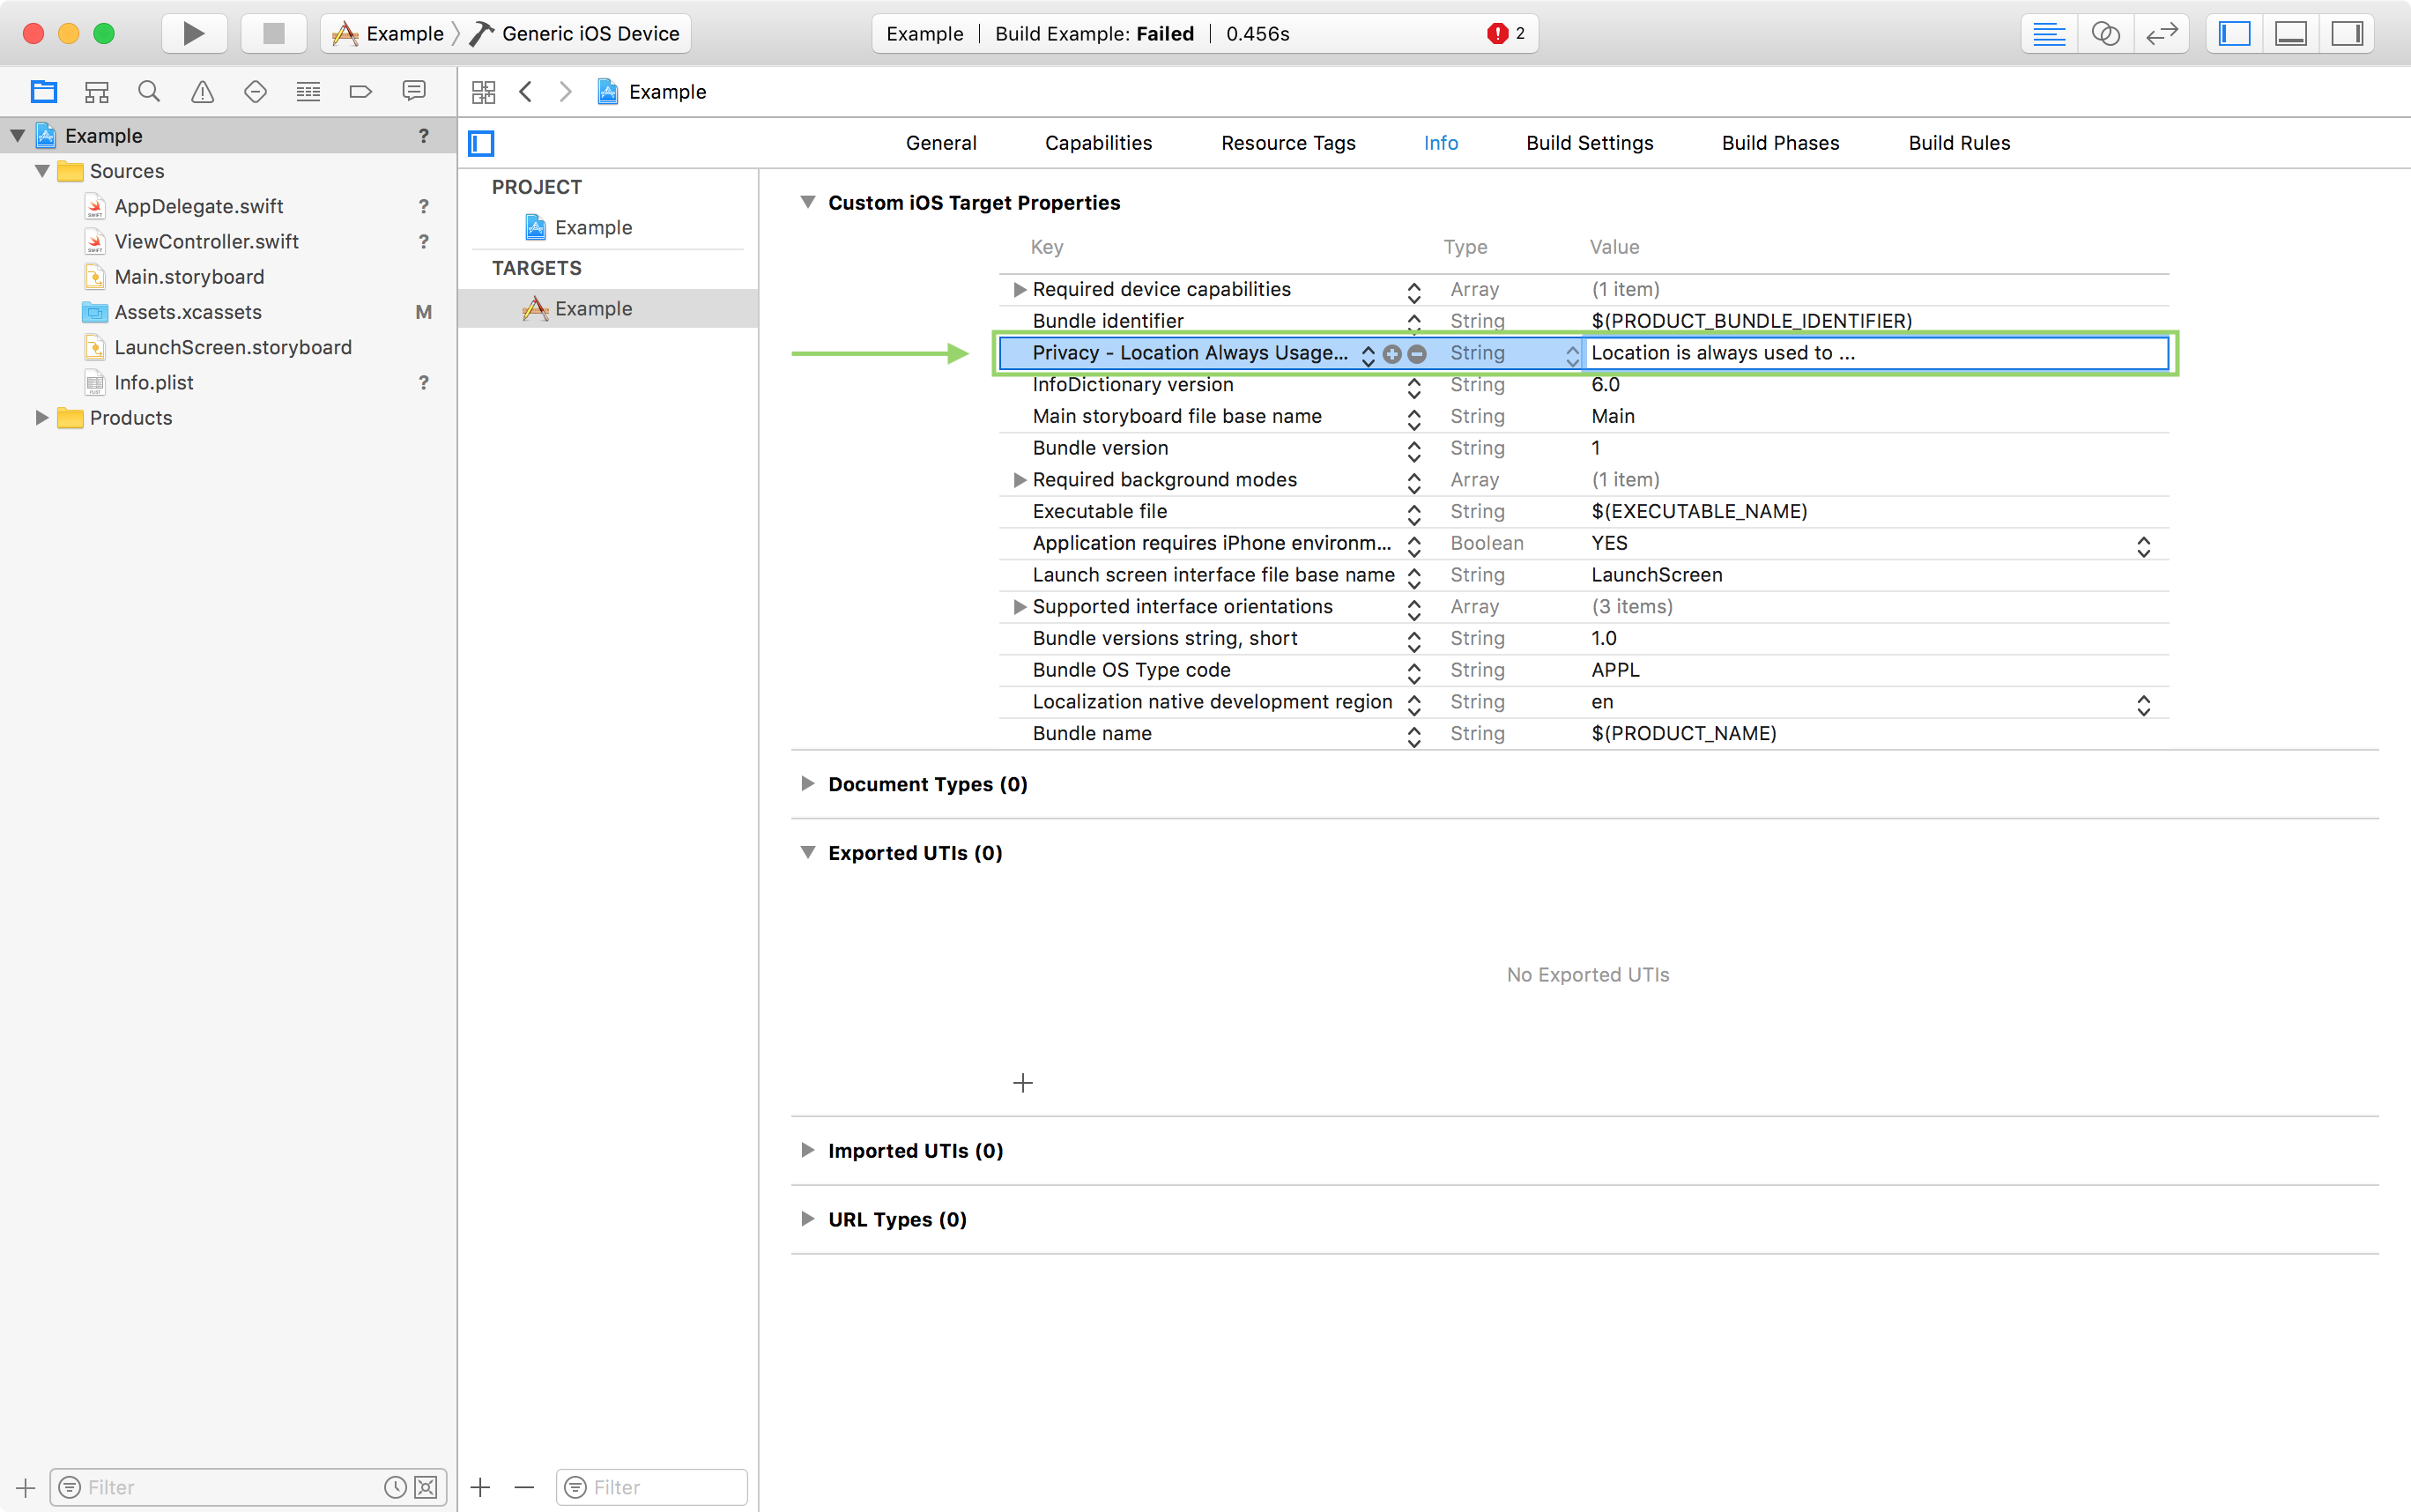 Example Generic iOS Device Example Build Example: Failed 0.456s 2
Example
Example ?
Sources
AppDelegate.swift ?
ViewController.swift ?
Main.storyboard
Assets.xcassets M
LaunchScreen.storyboard
Info.plist ?
Products
General Capabilities Resource Tags Info Build Settings Build Phases Build Rules
PROJECT
Example
TARGETS
Example
Custom iOS Target Properties
Key Type Value
Required device capabilities Array (1 item)
Bundle identifier String $(PRODUCT_BUNDLE_IDENTIFIER)
Privacy - Location Always Usage... String Location is always used to ...
InfoDictionary version String 6.0
Main storyboard file base name String Main
Bundle version String 1
Required background modes Array (1 item)
Executable file String $(EXECUTABLE_NAME)
Application requires iPhone environm... Boolean YES
Launch screen interface file base name String LaunchScreen
Supported interface orientations Array (3 items)
Bundle versions string, short String 1.0
Bundle OS Type code String APPL
Localization native development region String en
Bundle name String $(PRODUCT_NAME)
Document Types (0)
Exported UTIs (0)
No Exported UTIs
Imported UTIs (0)
URL Types (0)
Filter
Filter